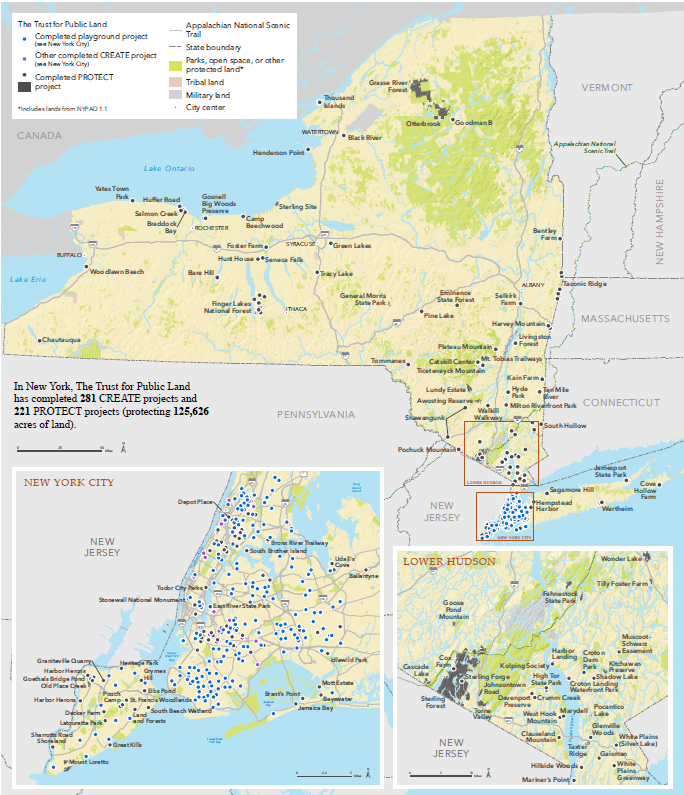 The Trust for Public Land
Completed playground project
(see New York City)
Other completed CREATE project
(see New York City)
Completed PROTECT
project
*Includes lands from NYPAD 1.1
Appalachian National Scenic
Trail
State boundary
Parks, open space, or other
protected land*
Tribal land
Military land
City center
CANADA
VERMONT
NEW HAMPSHIRE
MASSACHUSETTS
CONNECTICUT
PENNSYLVANIA
NEW
JERSEY
Lake Ontario
Lake Erie
Appalachian National
Scenic Trail
Grasse River
Forest
Thousand
Islands
Otterbrook
Goodman B
WATERTOWN
Black River
Henderson Point
Yates Town
Park
Huffer Road
Gosnell
Big Woods
Preserve
Sterling Site
Salmon Creek
Camp
Beechwood
Braddock
Bay
ROCHESTER
Bentley
Farm
Foster Farm
SYRACUSE
Green Lakes
BUFFALO
Hurt House
Seneca Falls
Woodlawn Beach
Bare Hill
Tracy Lake
Taconic Ridge
ALBANY
General Morris
State Park
Eminence
State Forest
Selkirk
Farm
Finger Lakes
National Forest
ITHACA
Pine Lake
Harvey Mountain
Livingston
Forest
Chautauqua
Plateau Mountain
Tommanex
Catskill Center
Mt. Tobias Trailways
Ticeteneyck Mountain
Kain Farm
Lundy Estate
Hyde
Park
Ten Mile
River
Awosting Reserve
Milton Riverfront Park
Shawangunk
Wallkill
Walkway
South Hollow
Pochuck Mountain
LOWER HUDSON
Jamesport
State Park
Sagamore Hill
Cove
Hollow
Farm
Hempstead
Harbor
Wertheim
NEW YORK CITY
In New York, The Trust for Public Land
has completed 281 CREATE projects and
221 PROTECT projects (protecting 125,626
acres of land).
NEW YORK CITY
NEW
JERSEY
Depot Place
Bronx River Trailway
South Brother Island
Udall's
Cove
Ballantyne
Tudor City Parks
Stonewall National Monument
East River State Park
Idlewild Park
Graniteville Quarry
Heritage Park
Harbor Herons
Grymes
Hill
Goethals Bridge Pond
Old Place Creek
Eibs Pond
Mott Estate
Brant's Point
Bayswater
Pouch
Camp
St. Francis Woodlands
Harbor Herons
Jamaica Bay
Decker Farm
South Beach Wetland
Land
and Forests
Latourette Park
Sharrotts Road
Shoreland
Great Kills
Mount Loretto
LOWER HUDSON
Wonder Lake
Tilly Foster Farm
Fahnestock
State Park
Goose
Pond
Mountain
Muscoot-
Schwarz
Easement
Harbor
Landing
Croton
Dam
Park
Cox
Farm
Kitchawan
Preserve
Kolping Society
Cascade
Lake
Shadow Lake
Sterling Forge
High Tor
State Park
Croton Landing
Waterfront Park
Johnsontown
Road
Davenport
Preserve
Crumm Creek
Sterling
Forest
Torne
Valley
Marydell
Pocantico
Lake
West Hook
Mountain
Glenville
Woods
Clauseland
Mountain
White Plains
(Silver Lake)
Taxter
Ridge
Gaisman
NEW
JERSEY
Hillside Woods
White
Plains
Greenway
Mariner's Point